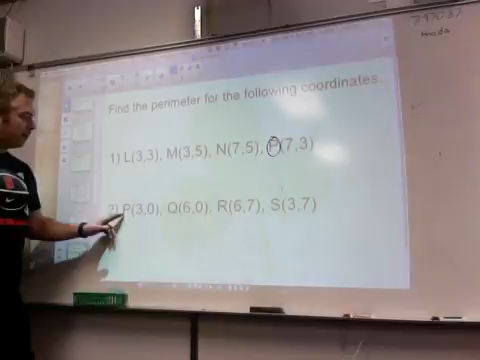 Find the perimeter for the following coordinates.
1) L(3,3), M(3,5), N(7,5), P(7,3)
2) P(3,0), Q(6,0), R(6,7), S(3,7)